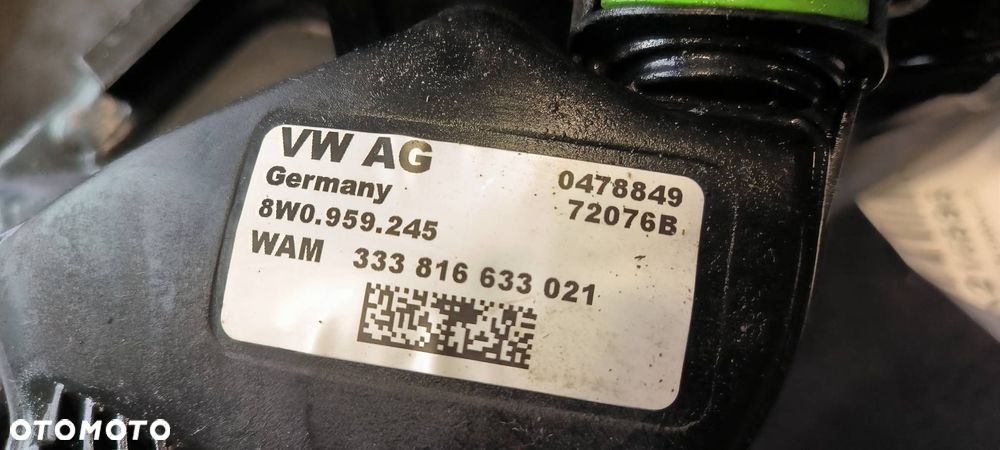 VW AG
Germany
0478849
8W0.959.245
72076B
WAM 333 816 633 021
OTOMOTO